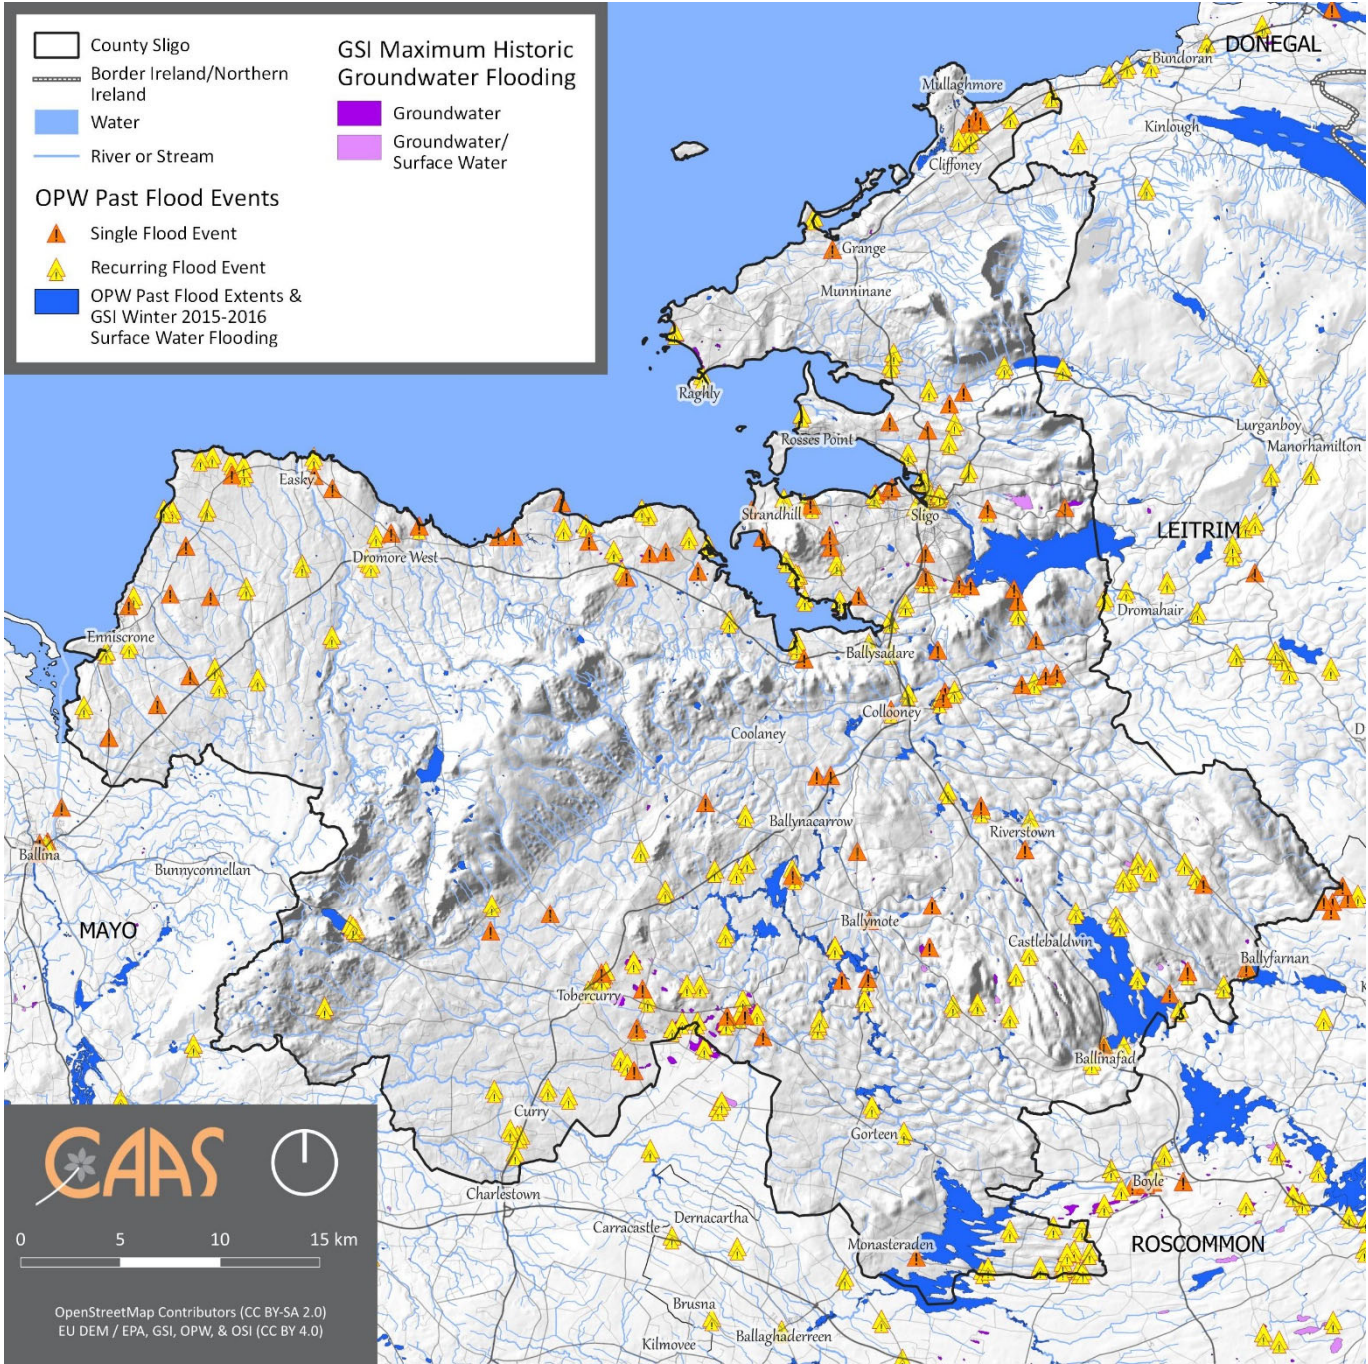 County Sligo
Border Ireland/Northern
Ireland
Water
River or Stream
OPW Past Flood Events
Single Flood Event
Recurring Flood Event
OPW Past Flood Extents &
GSI Winter 2015-2016
Surface Water Flooding
GSI Maximum Historic
Groundwater Flooding
Groundwater
Groundwater/
Surface Water
DONEGAL
Bundoran
Mullaghmore
Kinlough
Cliffoney
Grange
Munninane
Raghly
Rosses Point
Lurganboy
Manorhamilton
Easky
Strandhill
Sligo
LEITRIM
Dromore West
Dromahair
Enniscrone
Ballysadare
Collooney
Coolaney
D
Ballynacarrow
Riverstown
Ballina
Bunnyconnellan
MAYO
Ballymote
Castlebaldwin
Ballyfarnan
K
Tobercurry
Ballinafad
Curry
Gorteen
Charlestown
Boyle
Dernacartha
Carracastle
Monasteraden
ROSCOMMON
Brusna
Kilmovee
Ballaghaderreen
CAAS
0 5 10 15 km
OpenStreetMap Contributors (CC BY-SA 2.0)
EU DEM / EPA, GSI, OPW, & OSI (CC BY 4.0)